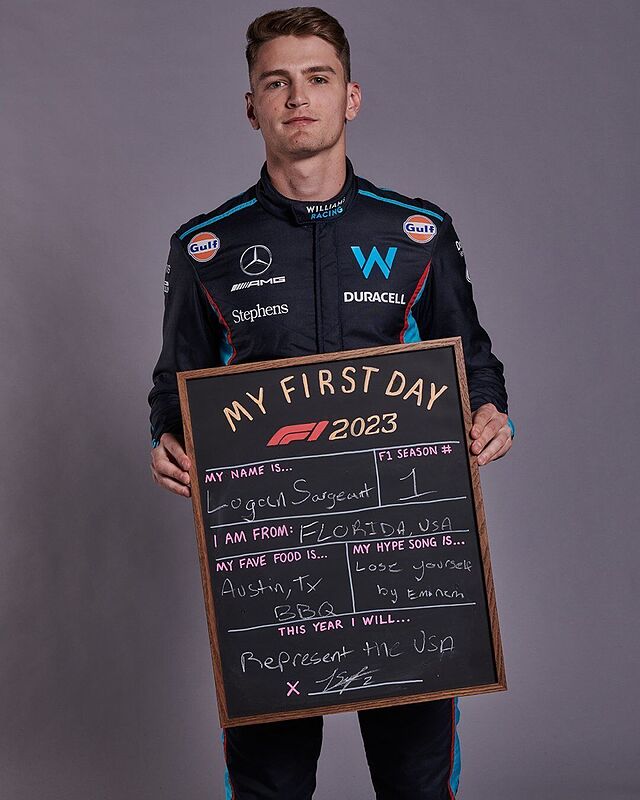 WILLIAMS
RACING
Gulf
Gulf
AMG
W
DURACELL
Stephens
MY FIRST DAY
F1 2023
MY NAME IS...
Logan Sargeant
F1 SEASON #
1
I AM FROM: FLORIDA, USA
MY FAVE FOOD IS...
Austin, TX
BBQ
MY HYPE SONG IS...
Lose yourself
by Eminem
THIS YEAR I WILL...
Represent the USA
X